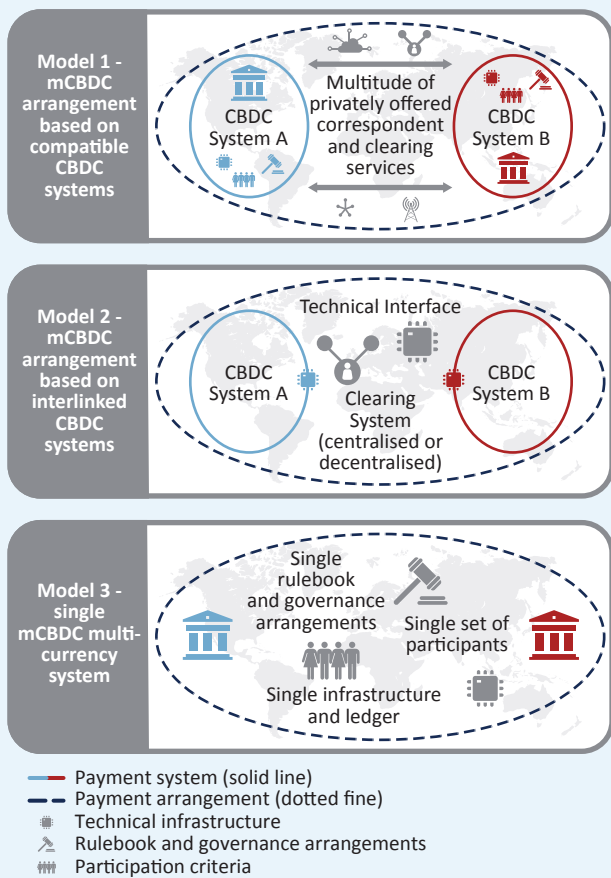 Model 1 -
mCBDC
arrangement
based on
compatible
CBDC
systems
CBDC
System A
Multitude of
privately offered
correspondent
and clearing
services
CBDC
System B
Model 2 -
mCBDC
arrangement
based on
interlinked
CBDC
systems
Technical Interface
CBDC
System A
Clearing
System
(centralised or
decentralised)
CBDC
System B
Model 3 -
single
mCBDC multi-
currency
system
Single
rulebook
and governance
arrangements
Single set of
participants
Single infrastructure
and ledger
Payment system (solid line)
Payment arrangement (dotted fine)
Technical infrastructure
Rulebook and governance arrangements
Participation criteria